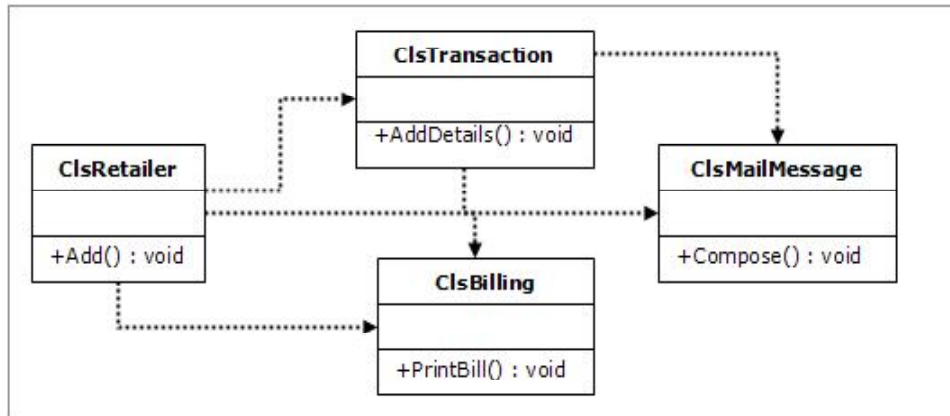 ClsTransaction
+AddDetails() : void
ClsRetailer
+Add() : void
ClsMailMessage
+Compose() : void
ClsBilling
+PrintBill() : void